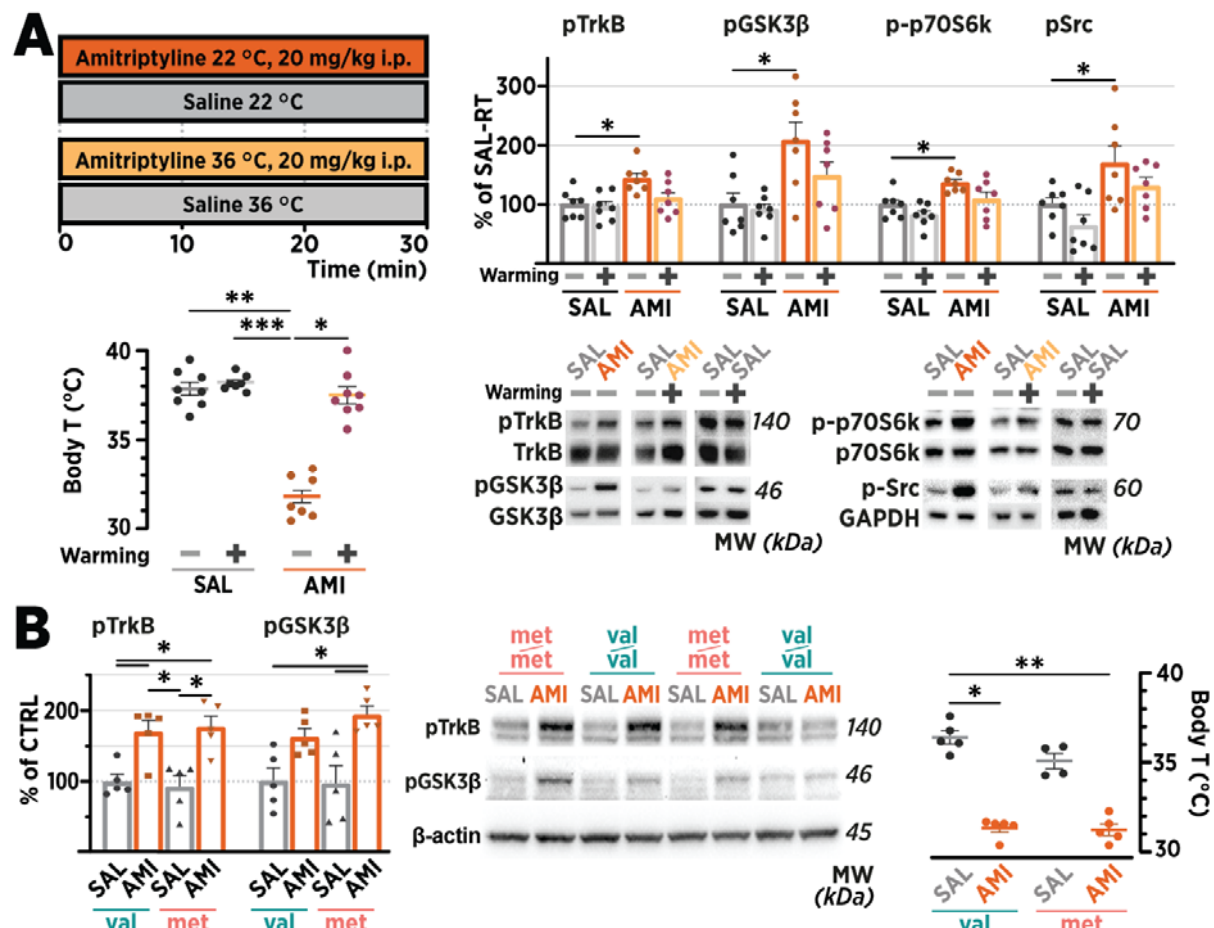 A
Amitriptyline 22 °C, 20 mg/kg i.p.
Saline 22 °C
Amitriptyline 36 °C, 20 mg/kg i.p.
Saline 36 °C
0 10 20 30
Time (min)
** 
*** *
Body T (°C)
40
35
30
Warming − + − +
SAL AMI
pTrkB pGSK3β p-p70S6k pSrc
* * * *
% of SAL-RT
300
200
100
Warming − + − + − + − + − + − + − + − +
SAL AMI SAL AMI SAL AMI SAL AMI
SAL AMI SAL AMI SAL SAL
Warming − − − + − +
pTrkB 140
TrkB
pGSK3β 46
GSK3β
MW (kDa)
SAL AMI SAL AMI SAL SAL
− − − + − +
p-p70S6k 70
p70S6k
p-Src 60
GAPDH
MW (kDa)
B
pTrkB pGSK3β
* *
* *
% of CTRL
200
100
SAL AMI SAL AMI SAL AMI SAL AMI
val met val met
met val met val
met val met val
SAL AMI SAL AMI SAL AMI SAL AMI
pTrkB 140
pGSK3β 46
β-actin 45
MW
(kDa)
**
*
40
35
30
Body T (°C)
SAL AMI SAL AMI
val met